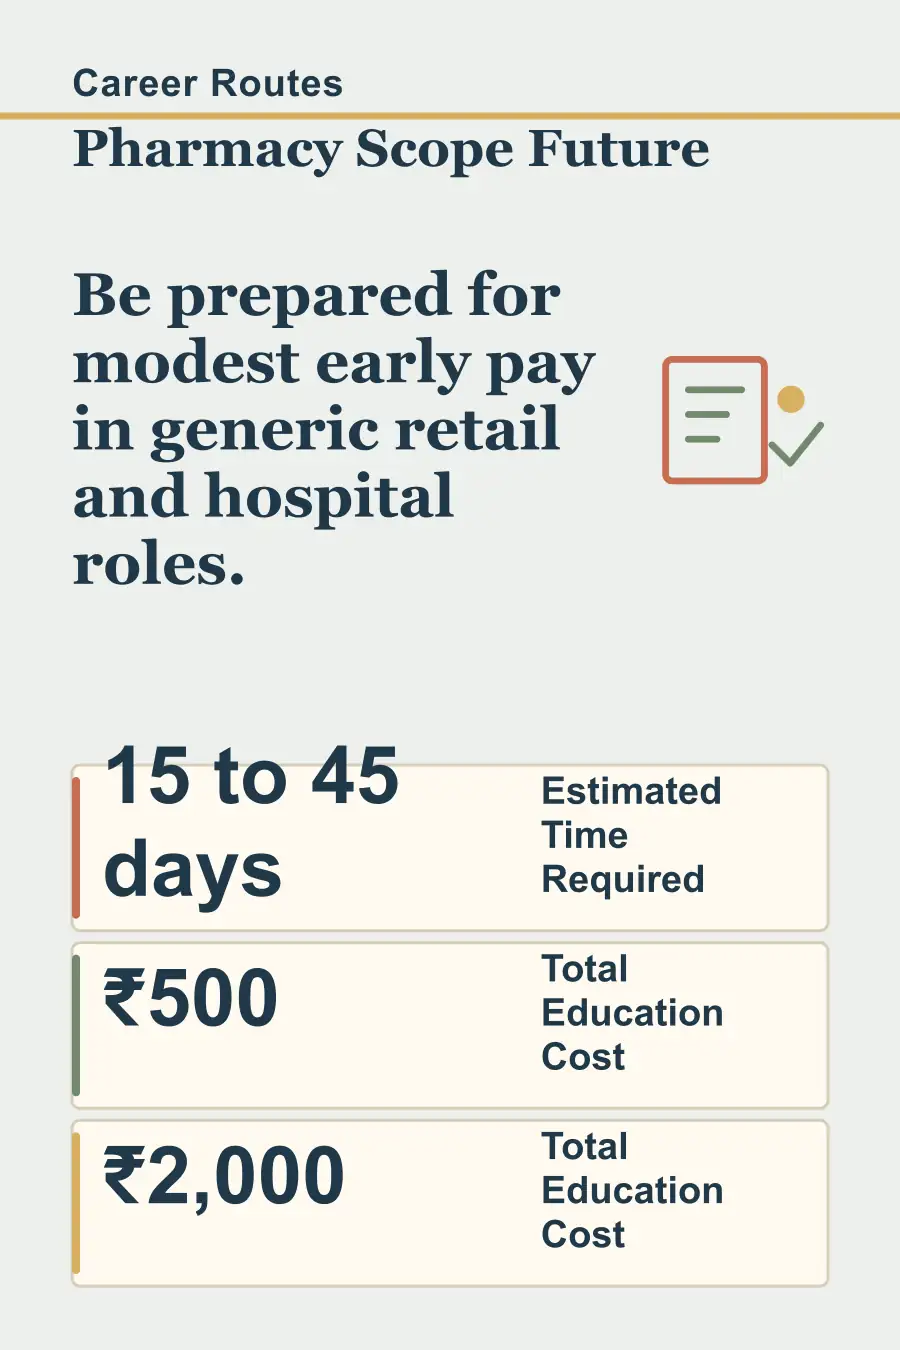 Career Routes
Pharmacy Scope Future
Be prepared for
modest early pay
in generic retail
and hospital
roles.
15 to 45
days
Estimated
Time
Required
₹500
Total
Education
Cost
₹2,000
Total
Education
Cost